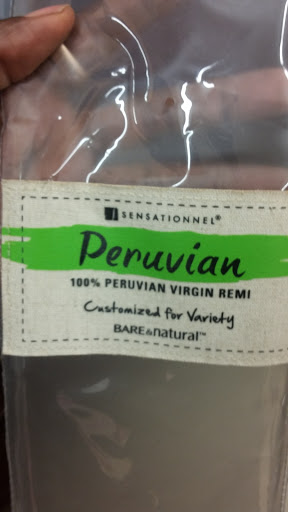 SENSATIONNEL®
Peruvian
100% PERUVIAN VIRGIN REMI
Customized for Variety
BARE&natural™